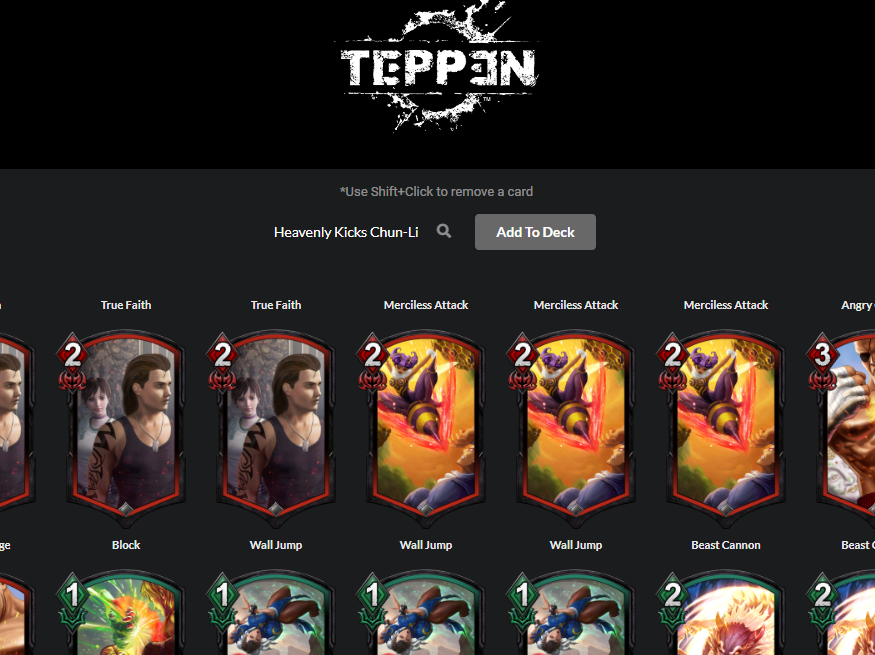 TEPPEN
TM
*Use Shift+Click to remove a card
Heavenly Kicks Chun-Li
Add To Deck
True Faith True Faith Merciless Attack Merciless Attack Merciless Attack Angry
2 2 2 2 2 3
Block Wall Jump Wall Jump Wall Jump Beast Cannon Beast
1 1 1 1 2 2